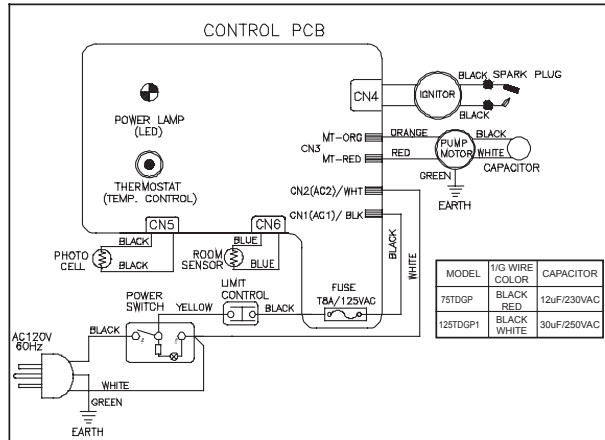 CONTROL PCB
POWER LAMP
(LED)
THERMOSTAT
(TEMP. CONTROL)
CN4
BLACK
SPARK PLUG
IGNITOR
BLACK
MT-ORG
CN3
MT-RED
ORANGE
RED
PUMP
MOTOR
BLACK
WHITE
CAPACITOR
GREEN
EARTH
CN2(AC2)/WHT
CN1(AC1)/ BLK
BLACK
WHITE
CN5
CN6
BLACK
BLACK
PHOTO
CELL
BLUE
BLUE
ROOM
SENSOR
LIMIT
CONTROL
FUSE
T8A/125VAC
POWER
SWITCH
YELLOW
BLACK
BLACK
AC120V
60Hz
WHITE
GREEN
EARTH
MODEL 1/G WIRE COLOR CAPACITOR
75TDGP BLACK RED 12uF/230VAC
125TDGP1 BLACK WHITE 30uF/250VAC